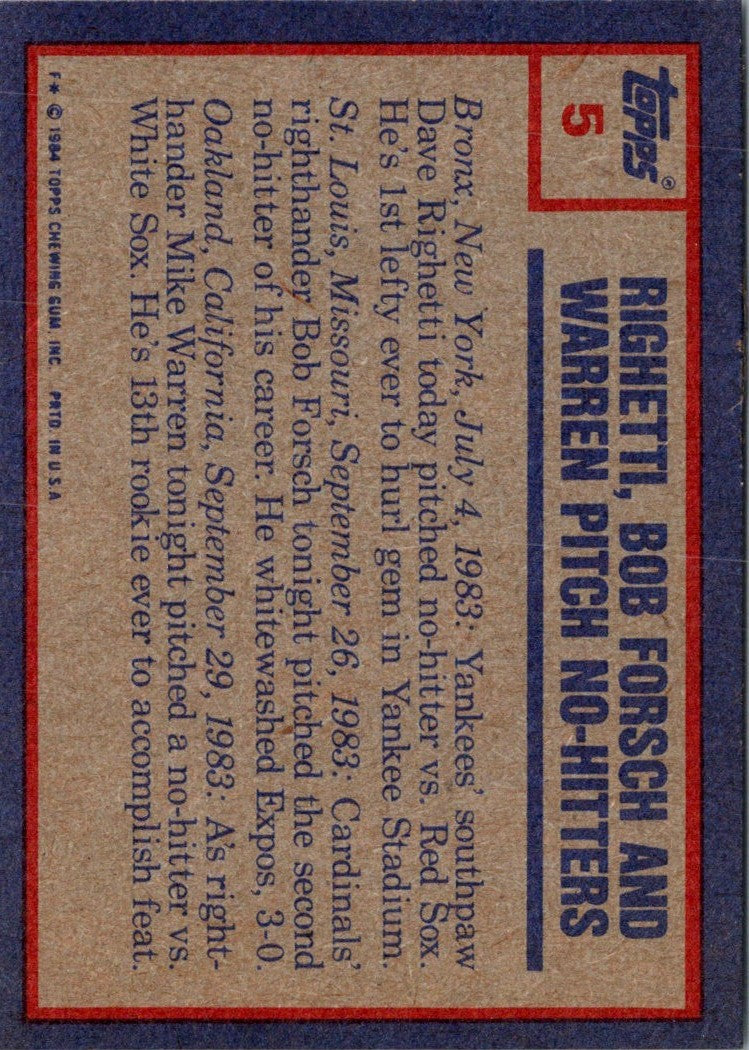 topps®
5
RIGHETTI, BOB FORSCH AND
WARREN PITCH NO-HITTERS
Bronx, New York, July 4, 1983: Yankees' southpaw
Dave Righetti today pitched no-hitter vs. Red Sox.
He's 1st lefty ever to hurl gem in Yankee Stadium.
St. Louis, Missouri, September 26, 1983: Cardinals'
righthander Bob Forsch tonight pitched the second
no-hitter of his career. He whitewashed Expos, 3-0.
Oakland, California, September 29, 1983: A's right-
hander Mike Warren tonight pitched a no-hitter vs.
White Sox. He's 13th rookie ever to accomplish feat.
F* © 1984 TOPPS CHEWING GUM INC PRTD. IN U.S.A